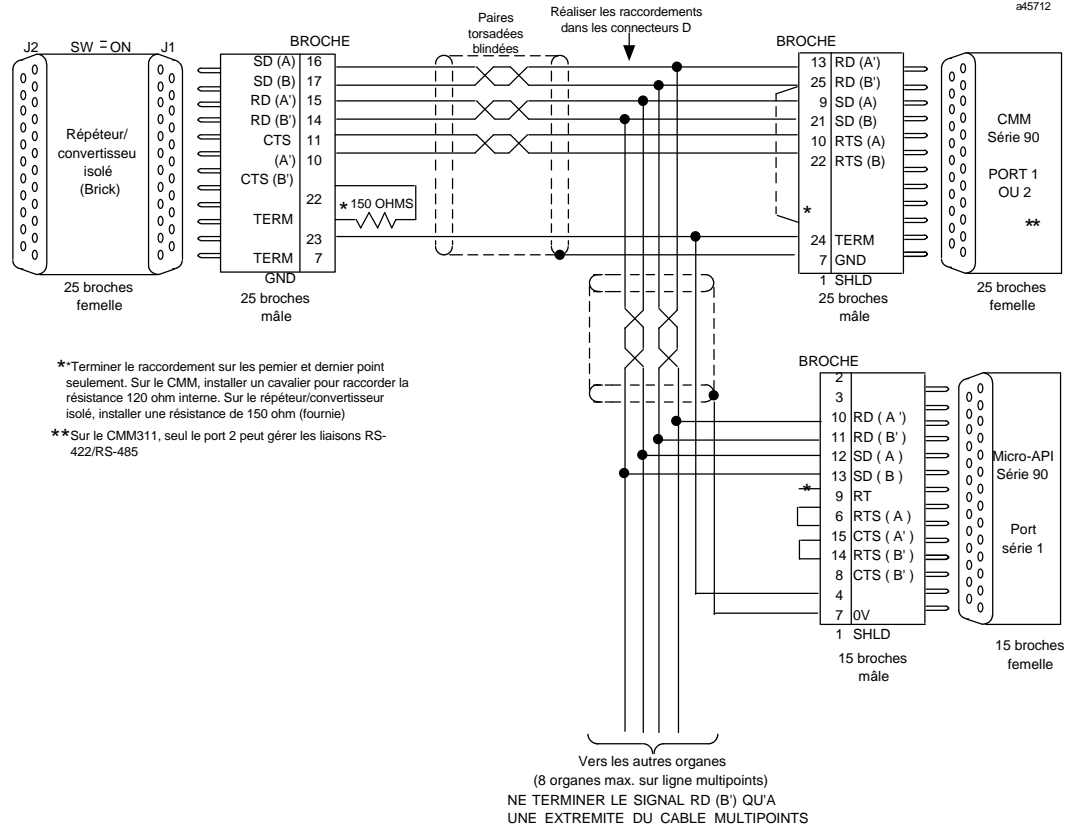 a45712
J2 SW = ON J1
Répéteur/
convertisseu
isolé
(Brick)
25 broches
femelle
BROCHE
SD (A) 16
SD (B) 17
RD (A') 15
RD (B') 14
CTS 11
(A') 10
CTS (B')
22
TERM
23
TERM 7
GND
25 broches
mâle
* 150 OHMS
Paires
torsadées
blindées
Réaliser les raccordements
dans les connecteurs D
BROCHE
13 RD (A')
25 RD (B')
9 SD (A)
21 SD (B)
10 RTS (A)
22 RTS (B)
*
24 TERM
7 GND
1 SHLD
25 broches
mâle
CMM
Série 90
PORT 1
OU 2
**
25 broches
femelle
**Terminer le raccordement sur les pemier et dernier point
seulement. Sur le CMM, installer un cavalier pour raccorder la
résistance 120 ohm interne. Sur le répéteur/convertisseur
isolé, installer une résistance de 150 ohm (fournie)
**Sur le CMM311, seul le port 2 peut gérer les liaisons RS-
422/RS-485
BROCHE
2
3
10 RD ( A ')
11 RD ( B' )
12 SD ( A )
13 SD ( B )
* 9 RT
6 RTS ( A )
15 CTS ( A' )
14 RTS ( B' )
8 CTS ( B' )
4
7 0V
1 SHLD
15 broches
mâle
Micro-API
Série 90
Port
série 1
15 broches
femelle
Vers les autres organes
(8 organes max. sur ligne multipoints)
NE TERMINER LE SIGNAL RD (B') QU'A
UNE EXTREMITE DU CABLE MULTIPOINTS